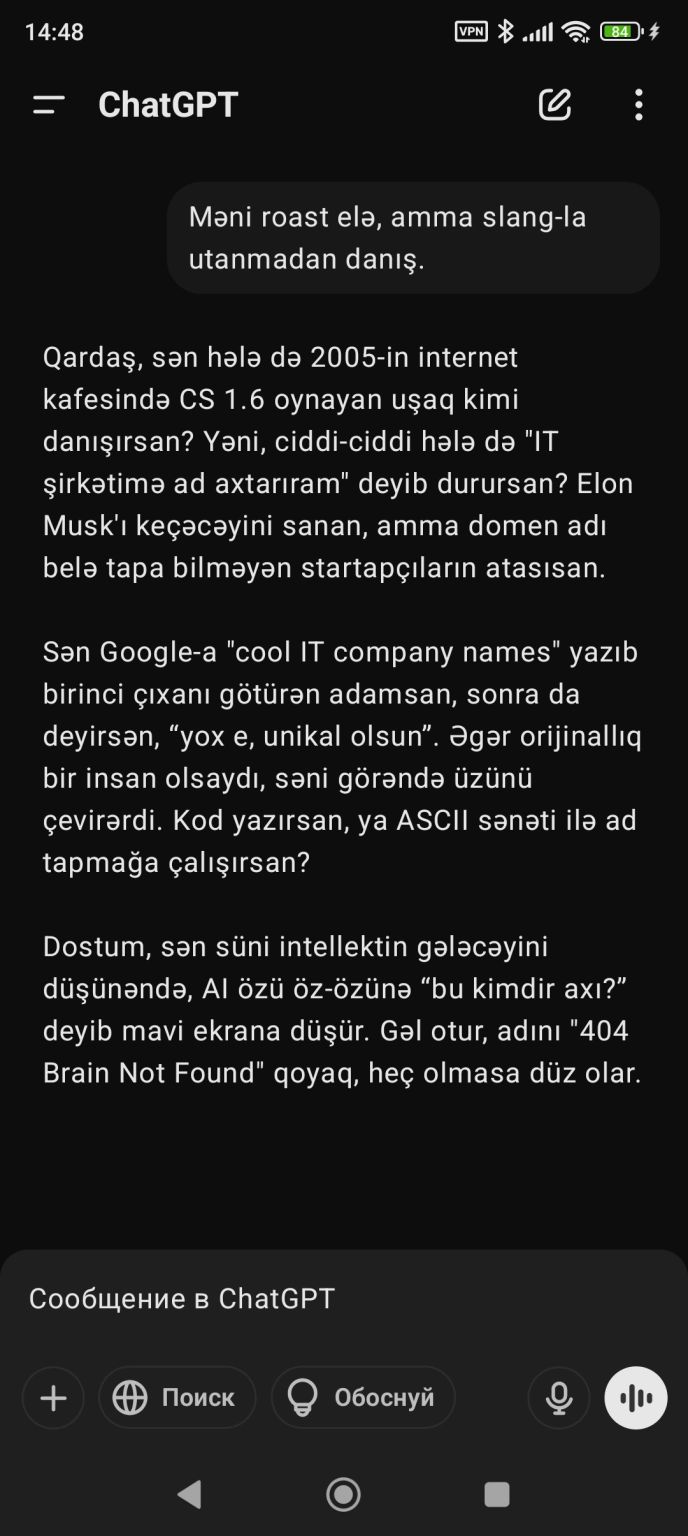 14:48
VPN
84
ChatGPT
Məni roast elə, amma slang-la
utanmadan danış.
Qardaş, sən hələ də 2005-in internet
kafesində CS 1.6 oynayan uşaq kimi
danışırsan? Yəni, ciddi-ciddi hələ də "IT
şirkətimə ad axtarıram" deyib durursan? Elon
Musk'ı keçəcəyini sanan, amma domen adı
belə tapa bilməyən startapçıların atasısan.
Sən Google-a "cool IT company names" yazıb
birinci çıxanı götürən adamsan, sonra da
deyirsən, “yox e, unikal olsun”. Əgər orijinallıq
bir insan olsaydı, səni görəndə üzünü
çevirərdi. Kod yazırsan, ya ASCII sənəti ilə ad
tapmağa çalışırsan?
Dostum, sən süni intellektin gələcəyini
düşünəndə, AI özü öz-özünə “bu kimdir axı?”
deyib mavi ekrana düşür. Gəl otur, adını "404
Brain Not Found" qoyaq, heç olmasa düz olar.
Сообщение в ChatGPT
Поиск
Обоснуй